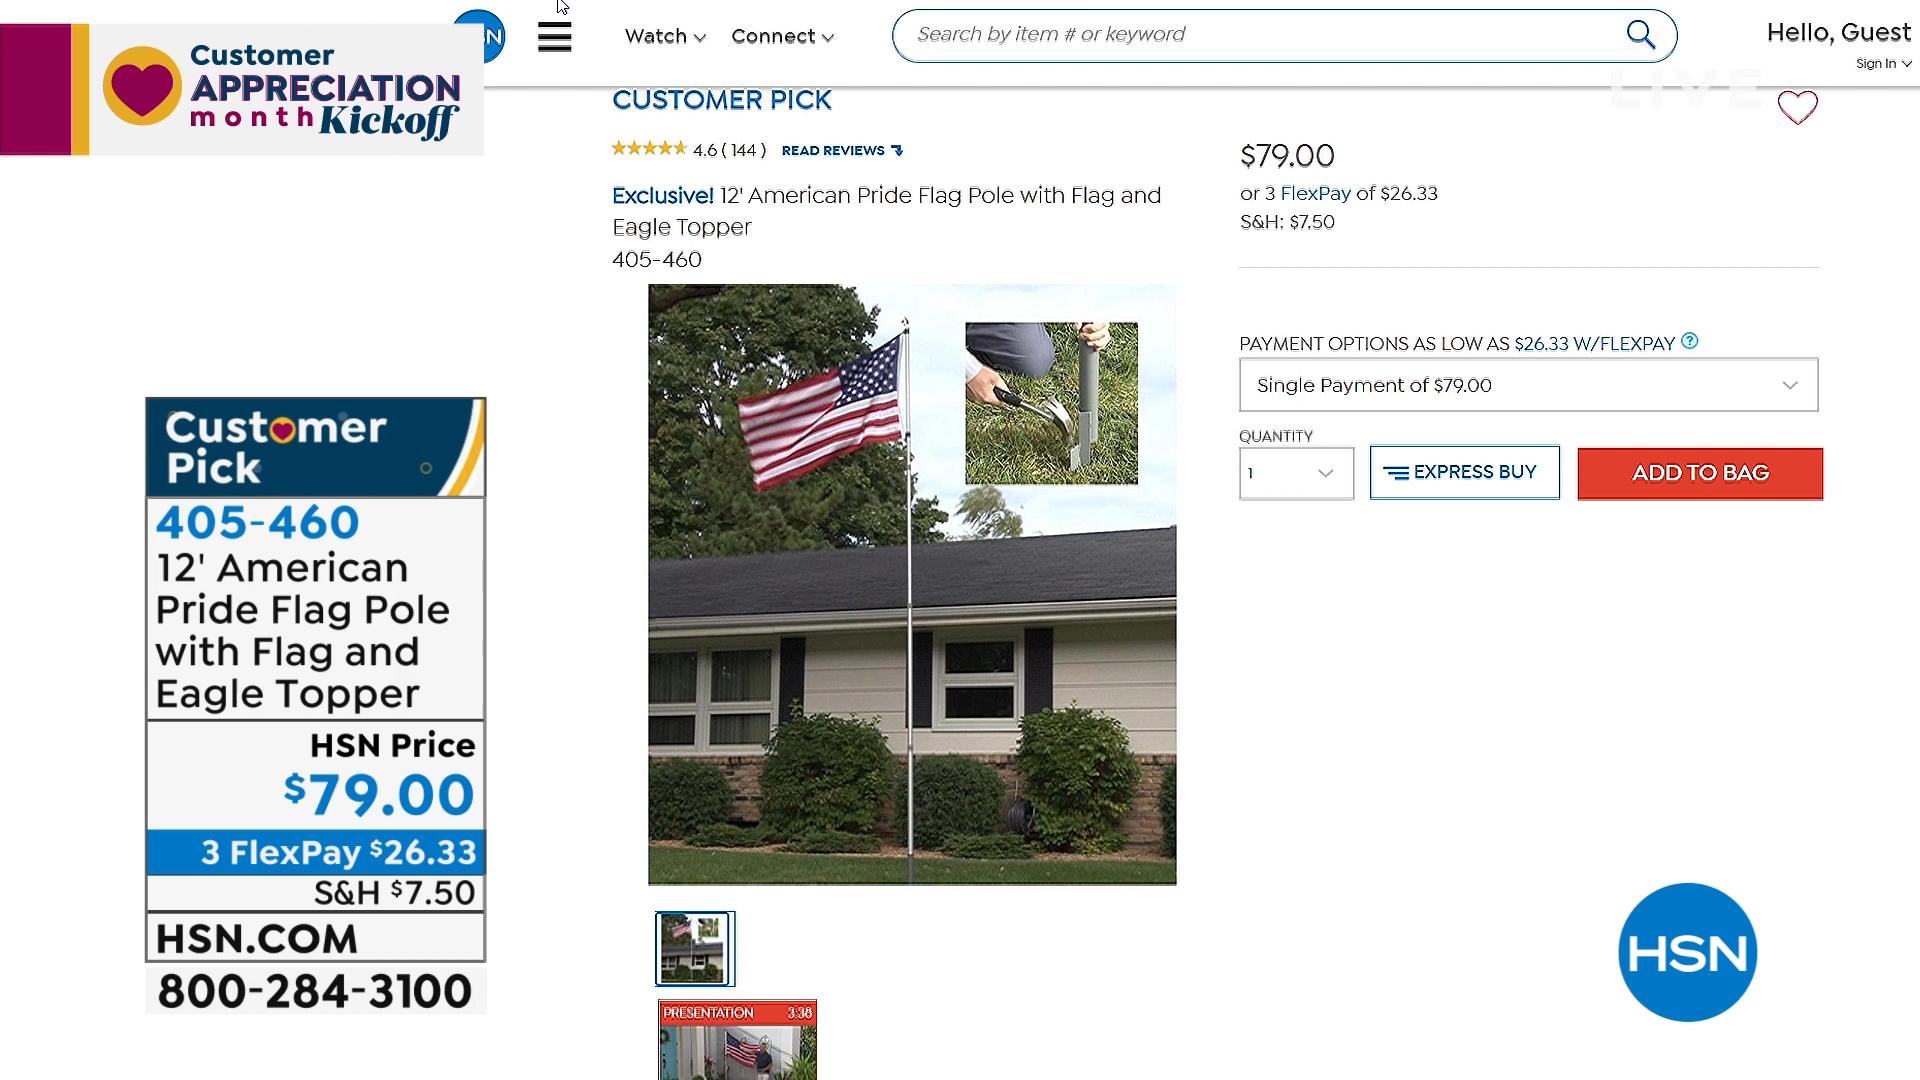 Customer
APPRECIATION
month Kickoff
Watch
Connect
Search by item # or keyword
Hello, Guest
Sign In
LIVE
CUSTOMER PICK
4.6 ( 144 ) READ REVIEWS
Exclusive! 12' American Pride Flag Pole with Flag and
Eagle Topper
405-460
$79.00
or 3 FlexPay of $26.33
S&H: $7.50
PAYMENT OPTIONS AS LOW AS $26.33 W/FLEXPAY ?
Single Payment of $79.00
QUANTITY
1
EXPRESS BUY
ADD TO BAG
Customer
Pick
405-460
12' American
Pride Flag Pole
with Flag and
Eagle Topper
HSN Price
$79.00
3 FlexPay $26.33
S&H $7.50
HSN.COM
800-284-3100
PRESENTATION 3:38
HSN